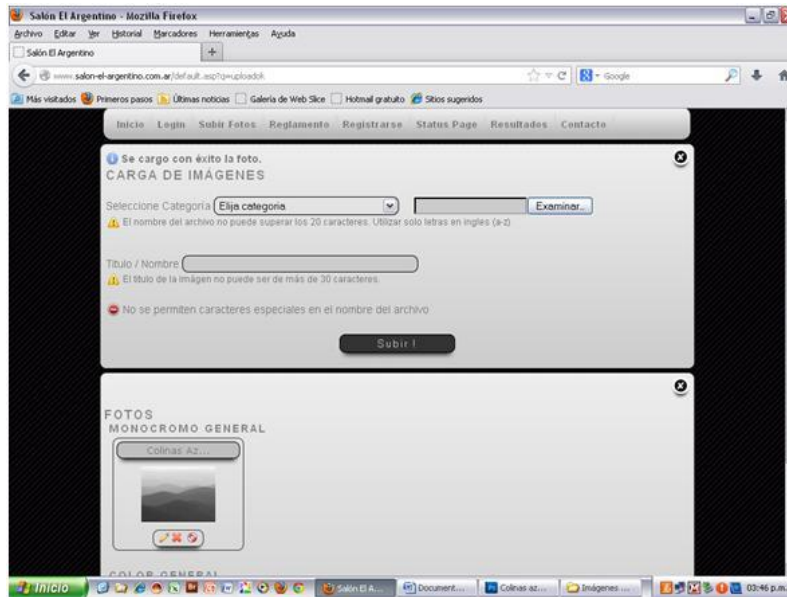 Salón El Argentino - Mozilla Firefox
Archivo Editar Ver Historial Marcadores Herramientas Ayuda
Salón El Argentino
www.salon-el-argentino.com.ar/default.asp?q=uploadok
Google
Más visitados Primeros pasos Últimas noticias Galería de Web Slice Hotmail gratuito Sitios sugeridos
Inicio Login Subir Fotos Reglamento Registrarse Status Page Resultados Contacto
Se cargo con éxito la foto.
CARGA DE IMÁGENES
Seleccione Categoría Elija categoria Examinar...
El nombre del archivo no puede superar los 20 caracteres. Utilizar solo letras en ingles (a-z)
Título / Nombre
El título de la imágen no puede ser de más de 30 caracteres.
No se permiten caracteres especiales en el nombre del archivo
Subir !
FOTOS
MONOCROMO GENERAL
Colinas Az...
COLOR GENERAL
Inicio Salón El A... Document... Colinas az... Imágenes .... 03:46 p.m.